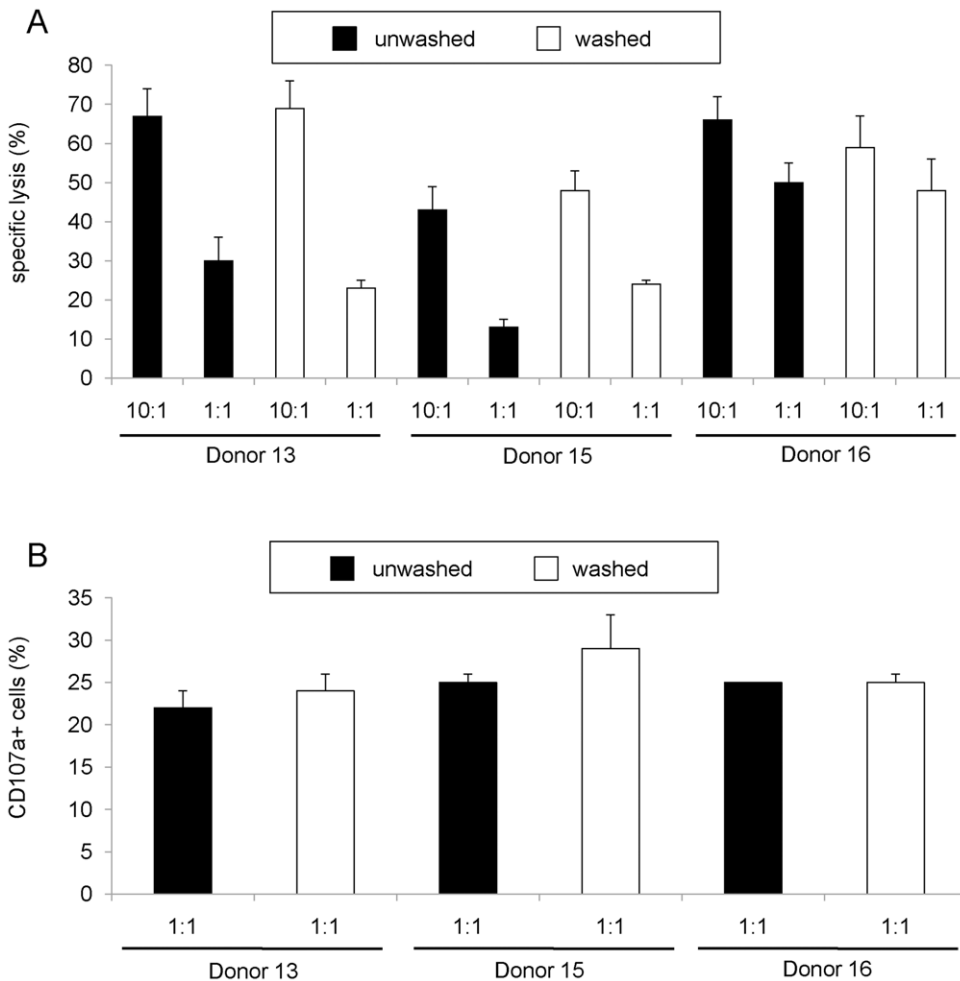 A
unwashed washed
specific lysis (%)
80
70
60
50
40
30
20
10
0
10:1 1:1 10:1 1:1 10:1 1:1 10:1 1:1 10:1 1:1 10:1 1:1
Donor 13 Donor 15 Donor 16
B
unwashed washed
CD107a+ cells (%)
35
30
25
20
15
10
5
0
1:1 1:1 1:1 1:1 1:1 1:1
Donor 13 Donor 15 Donor 16